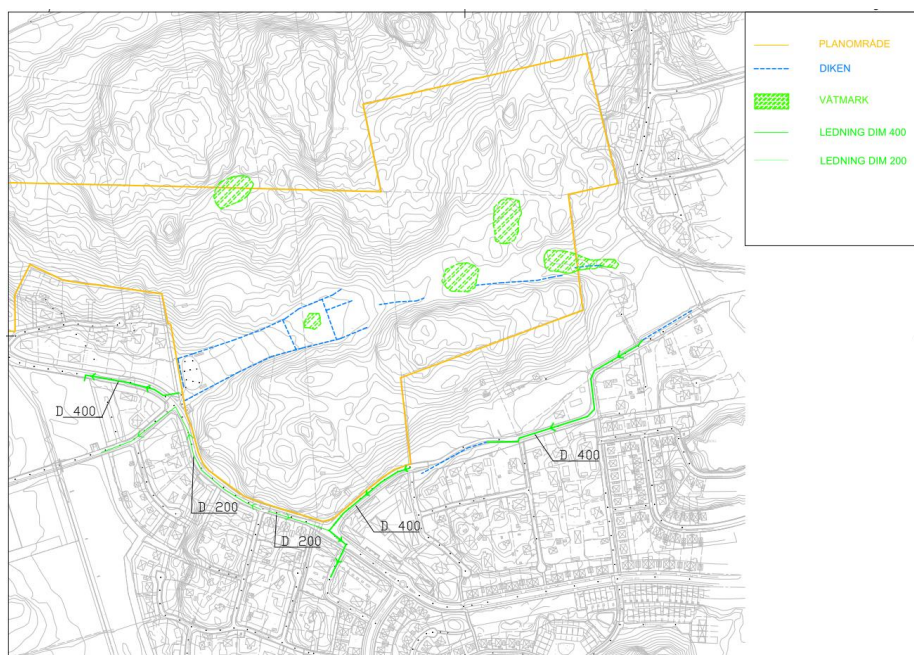 PLANOMRÅDE
DIKEN
VÅTMARK
LEDNING DIM 400
LEDNING DIM 200
D 400
D 400
D 200
D 400
D 200